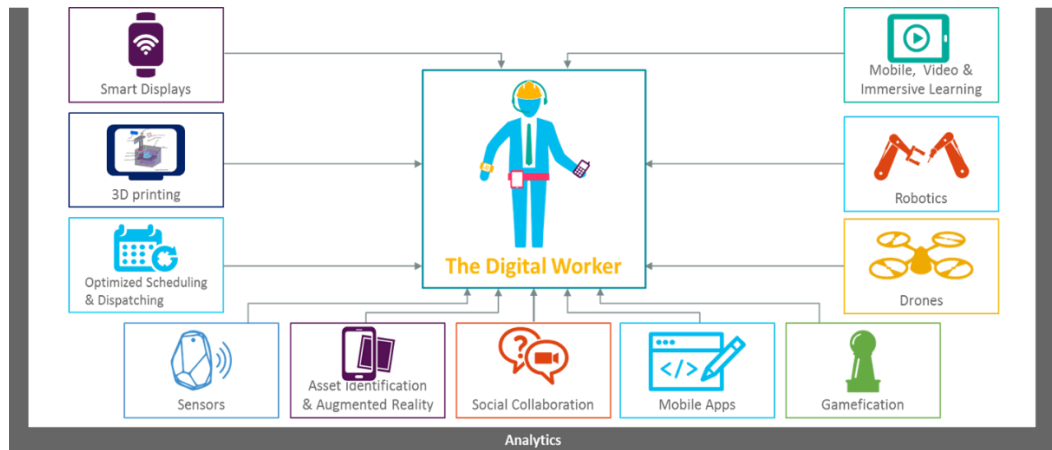 Smart Displays
Mobile, Video &
Immersive Learning
3D printing
Robotics
The Digital Worker
Optimized Scheduling
& Dispatching
Drones
Sensors
Asset Identification
& Augmented Reality
Social Collaboration
Mobile Apps
Gamefication
Analytics